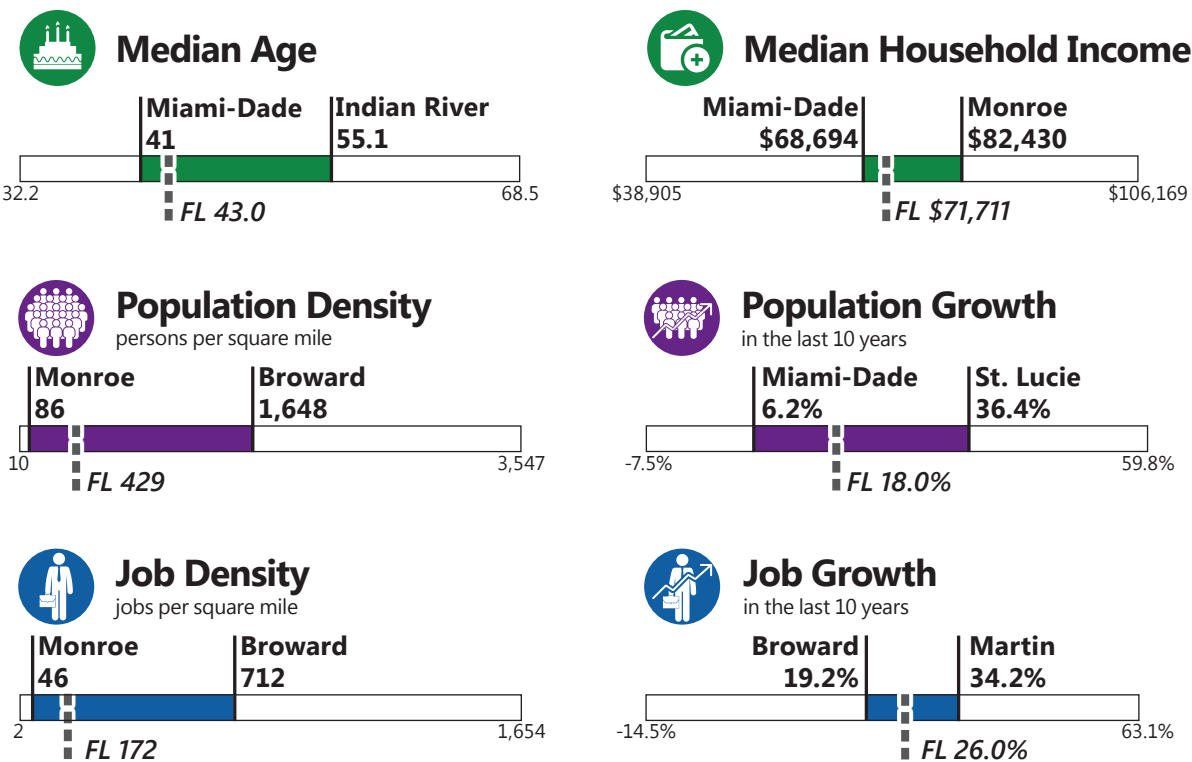 Median Age
Miami-Dade
41
Indian River
55.1
32.2
68.5
FL 43.0
Median Household Income
Miami-Dade
$68,694
Monroe
$82,430
$38,905
$106,169
FL $71,711
Population Density
persons per square mile
Monroe
86
Broward
1,648
10
3,547
FL 429
Population Growth
in the last 10 years
Miami-Dade
6.2%
St. Lucie
36.4%
-7.5%
59.8%
FL 18.0%
Job Density
jobs per square mile
Monroe
46
Broward
712
2
1,654
FL 172
Job Growth
in the last 10 years
Broward
19.2%
Martin
34.2%
-14.5%
63.1%
FL 26.0%